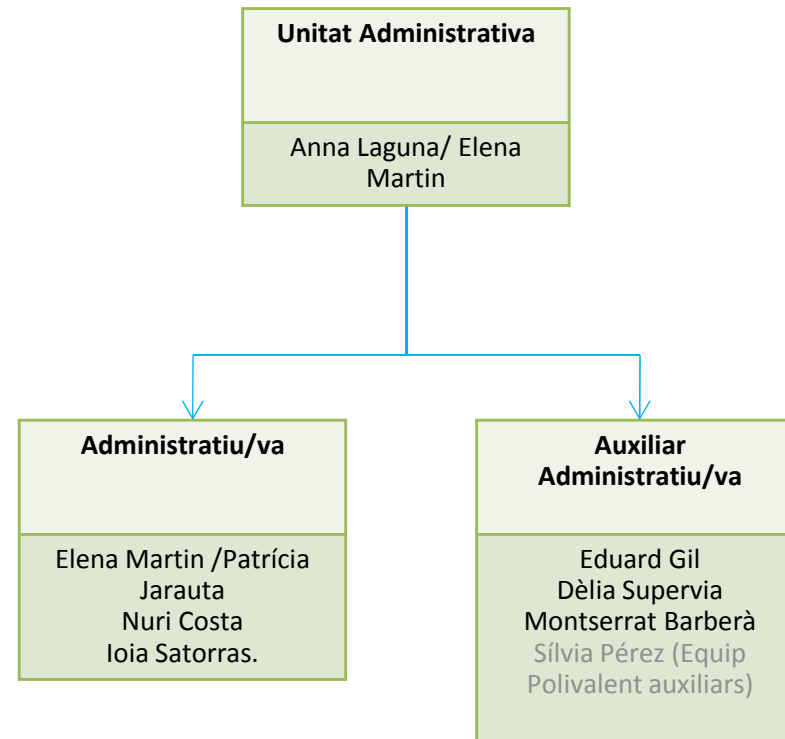 Unitat Administrativa
Anna Laguna/ Elena
Martin
Administratiu/va
Elena Martin /Patrícia
Jarauta
Nuri Costa
Ioia Satorras.
Auxiliar
Administratiu/va
Eduard Gil
Dèlia Supervia
Montserrat Barberà
Sílvia Pérez (Equip
Polivalent auxiliars)